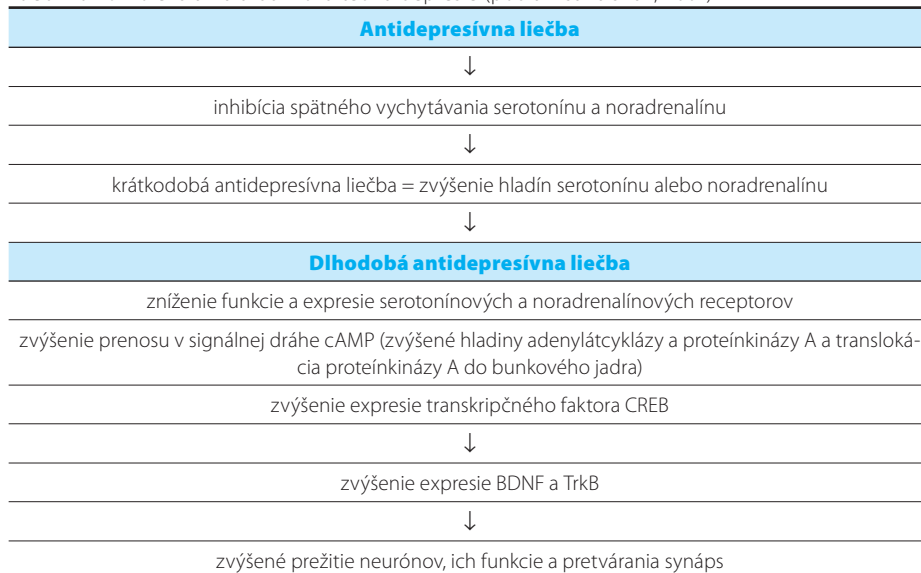 Antidepresívna liečba
↓
inhibícia spätného vychytávania serotonínu a noradrenalínu
↓
krátkodobá antidepresívna liečba = zvýšenie hladín serotonínu alebo noradrenalínu
↓
Dlhodobá antidepresívna liečba
zníženie funkcie a expresie serotonínových a noradrenalínových receptorov
zvýšenie prenosu v signálnej dráhe cAMP (zvýšené hladiny adenylátcyklázy a proteínkinázy A a transloká-
cia proteínkinázy A do bunkového jadra)
zvýšenie expresie transkripčného faktora CREB
↓
zvýšenie expresie BDNF a TrkB
↓
zvýšené prežitie neurónov, ich funkcie a pretvárania synáps